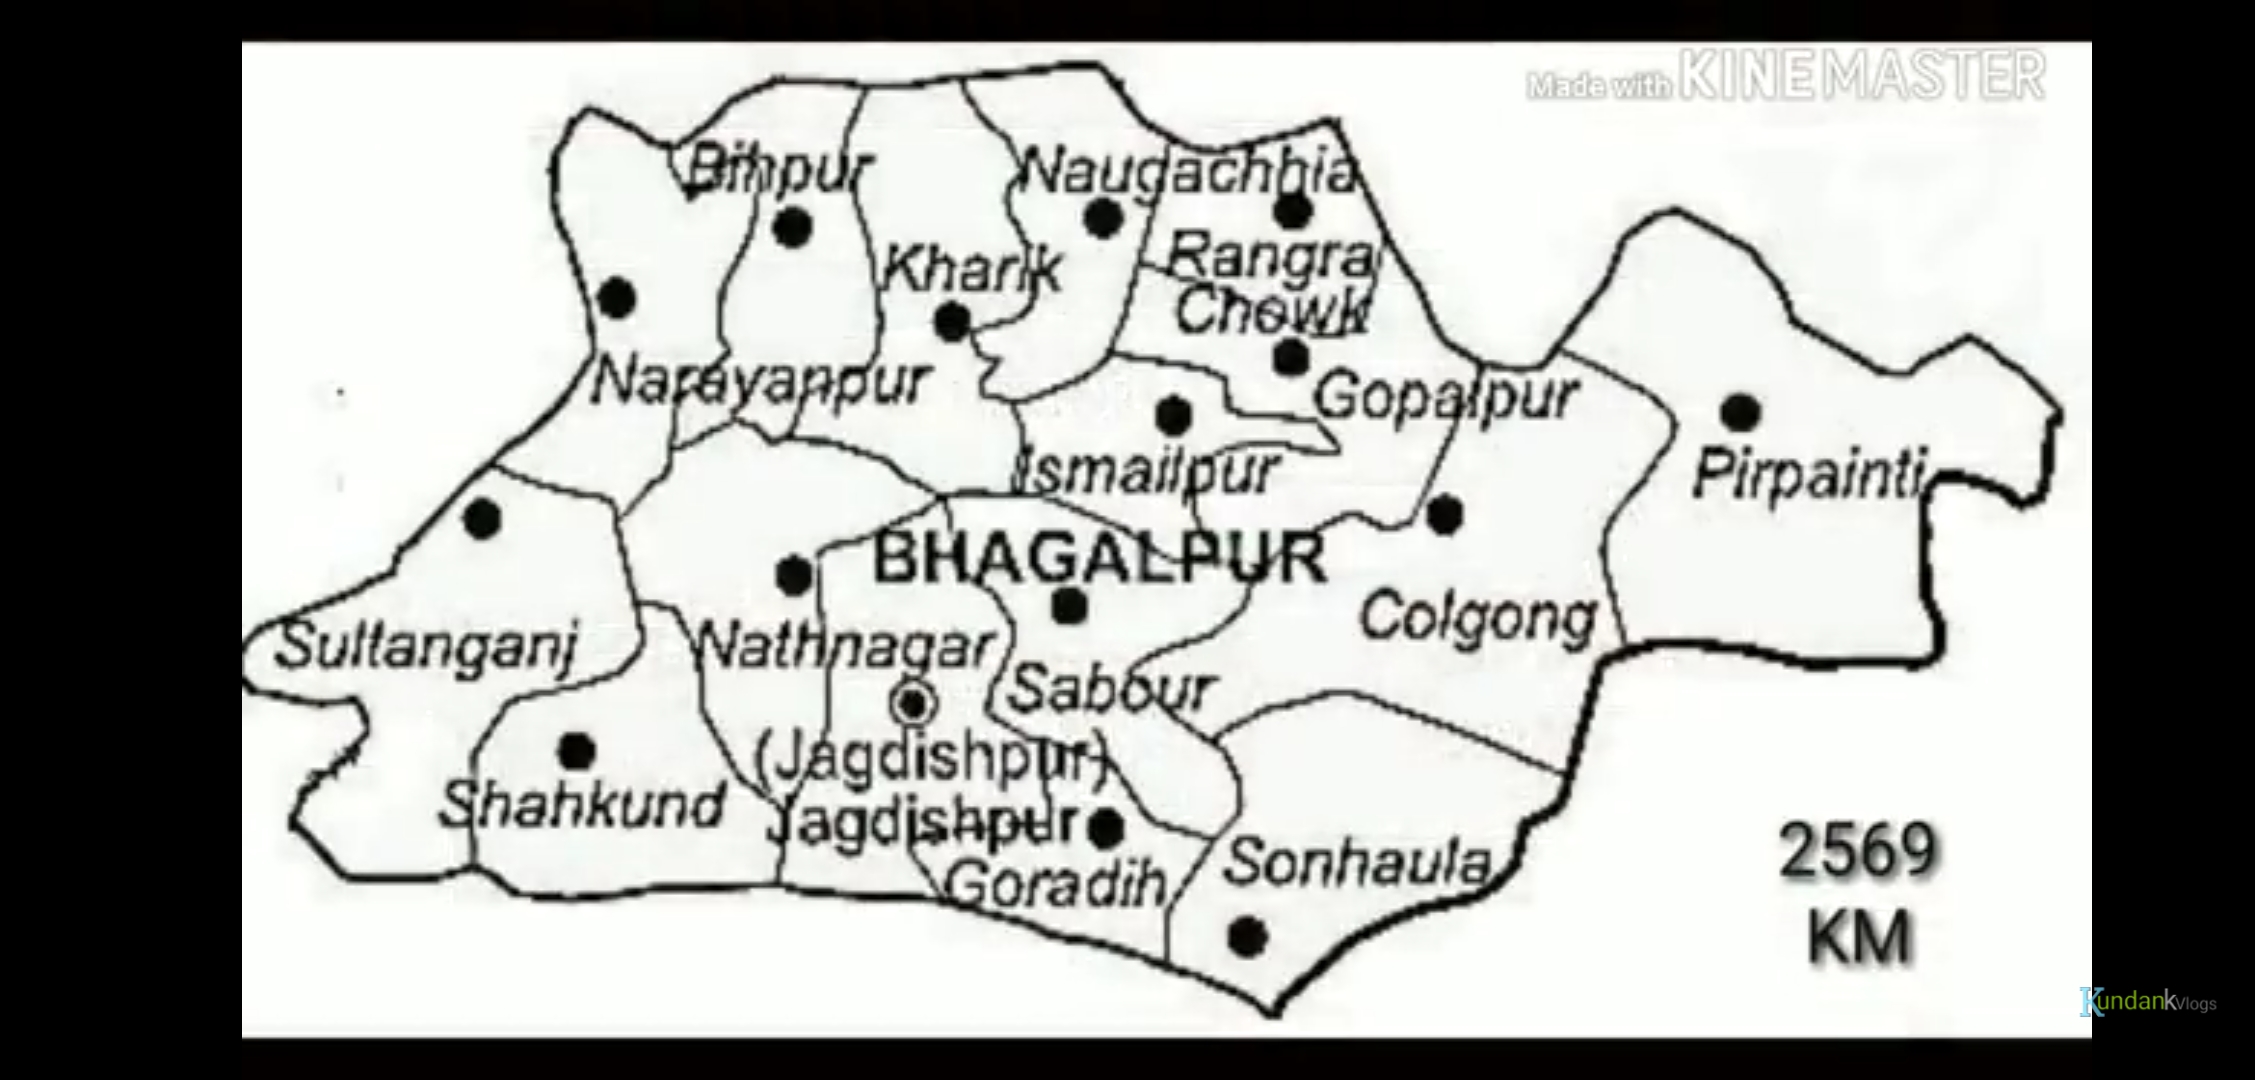 Made with KINEMASTER
Bihpur
Naugachhia
Kharik
Rangra
Chowk
Narayanpur
Gopalpur
Ismailpur
Pirpainti
BHAGALPUR
Colgong
Sultanganj
Nathnagar
Sabour
(Jagdishpur)
Shahkund
Jagdishpur
Goradih
Sonhaula
2569
KM
KundankVlogs